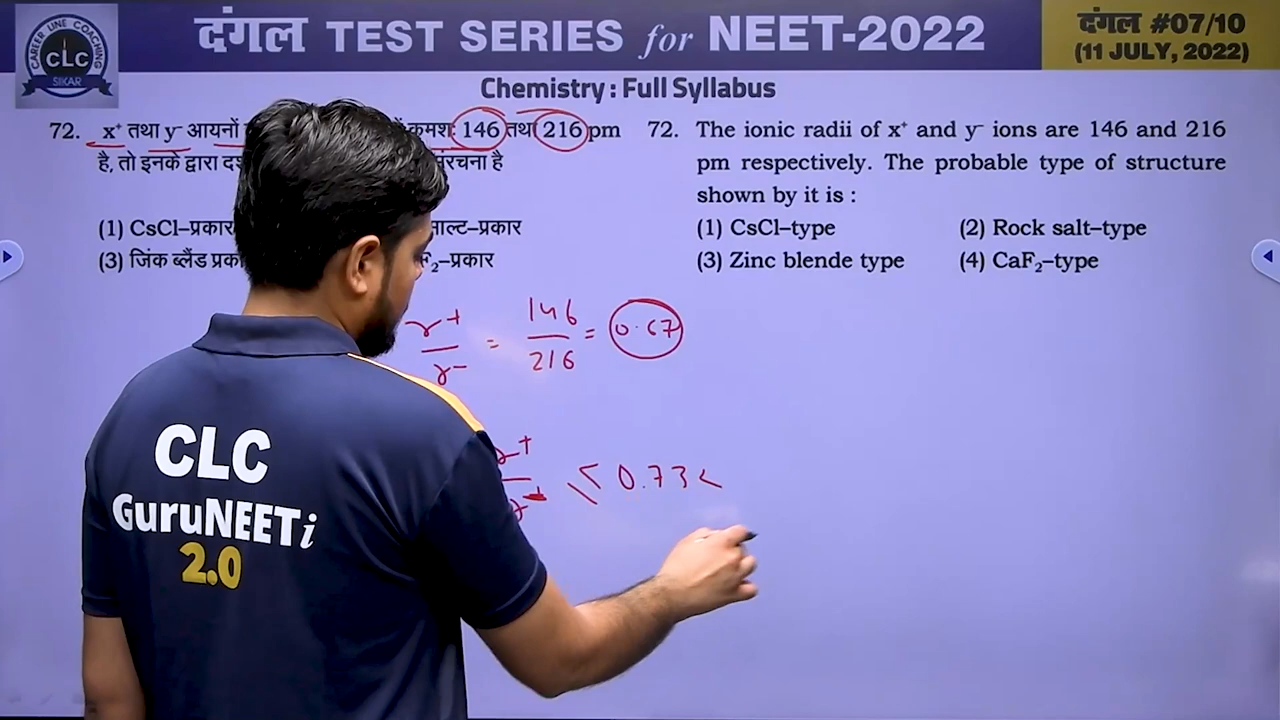 CAREER LINE COACHING
CLC
SIKAR
दंगल TEST SERIES for NEET-2022
दंगल #07/10
(11 JULY, 2022)
Chemistry : Full Syllabus
72. x⁺ तथा y⁻ आयनों क्रमश: 146 तथा 216 pm
है, तो इनके द्वारा संरचना है
(1) CsCl–प्रकार साल्ट–प्रकार
(3) जिंक ब्लैंड F₂–प्रकार
72. The ionic radii of x⁺ and y⁻ ions are 146 and 216
pm respectively. The probable type of structure
shown by it is :
(1) CsCl–type (2) Rock salt–type
(3) Zinc blende type (4) CaF₂–type
r⁺/r⁻ = 146/216 = 0.67
≤ 0.73<
CLC
GuruNEETi
2.0